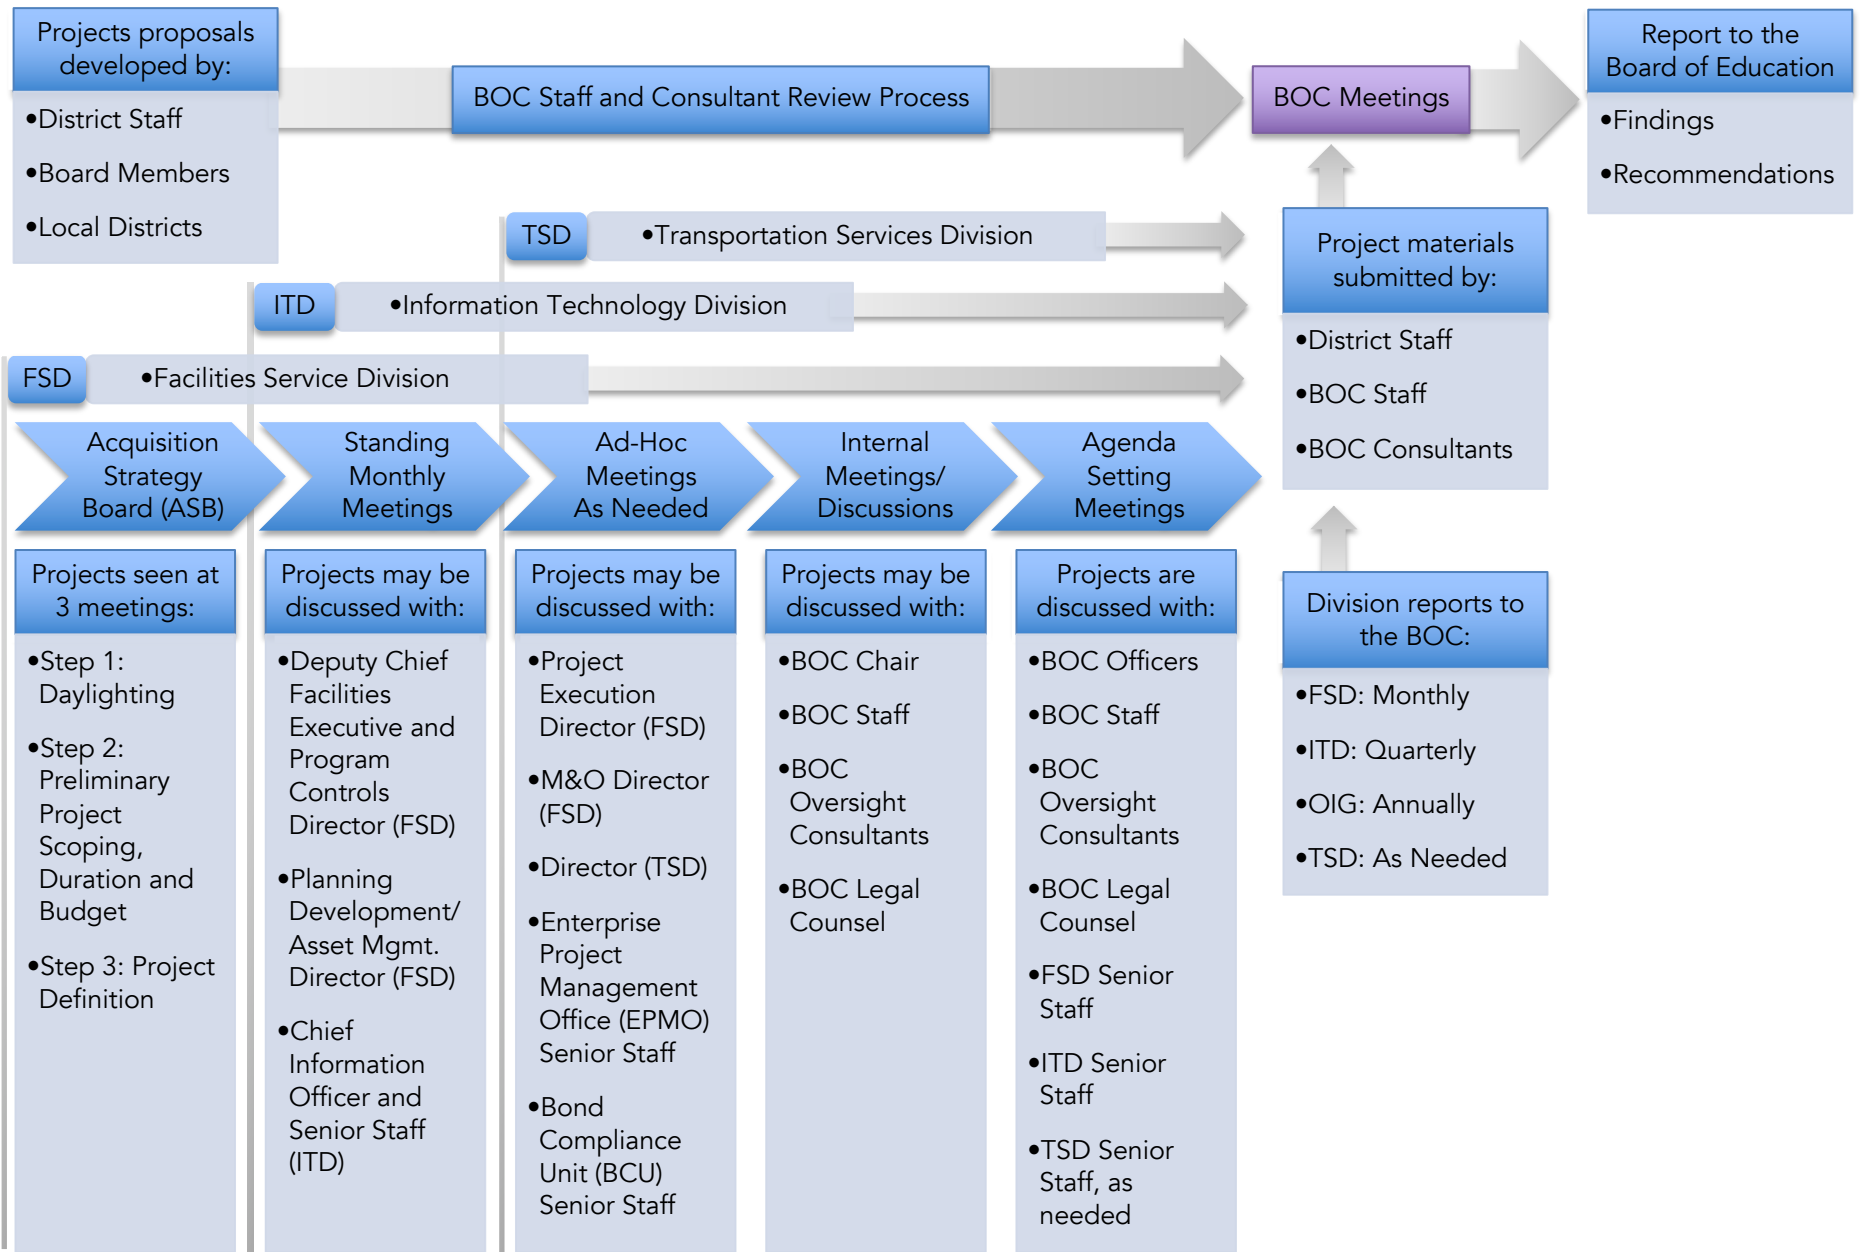 Projects proposals
developed by:
•District Staff
•Board Members
•Local Districts
BOC Staff and Consultant Review Process
BOC Meetings
Report to the
Board of Education
•Findings
•Recommendations
TSD
•Transportation Services Division
ITD
•Information Technology Division
FSD
•Facilities Service Division
Project materials
submitted by:
•District Staff
•BOC Staff
•BOC Consultants
Acquisition
Strategy
Board (ASB)
Standing
Monthly
Meetings
Ad-Hoc
Meetings
As Needed
Internal
Meetings/
Discussions
Agenda
Setting
Meetings
Projects seen at
3 meetings:
•Step 1:
Daylighting
•Step 2:
Preliminary
Project
Scoping,
Duration and
Budget
•Step 3: Project
Definition
Projects may be
discussed with:
•Deputy Chief
Facilities
Executive and
Program
Controls
Director (FSD)
•Planning
Development/
Asset Mgmt.
Director (FSD)
•Chief
Information
Officer and
Senior Staff
(ITD)
Projects may be
discussed with:
•Project
Execution
Director (FSD)
•M&O Director
(FSD)
•Director (TSD)
•Enterprise
Project
Management
Office (EPMO)
Senior Staff
•Bond
Compliance
Unit (BCU)
Senior Staff
Projects may be
discussed with:
•BOC Chair
•BOC Staff
•BOC
Oversight
Consultants
•BOC Legal
Counsel
Projects are
discussed with:
•BOC Officers
•BOC Staff
•BOC
Oversight
Consultants
•BOC Legal
Counsel
•FSD Senior
Staff
•ITD Senior
Staff
•TSD Senior
Staff, as
needed
Division reports to
the BOC:
•FSD: Monthly
•ITD: Quarterly
•OIG: Annually
•TSD: As Needed